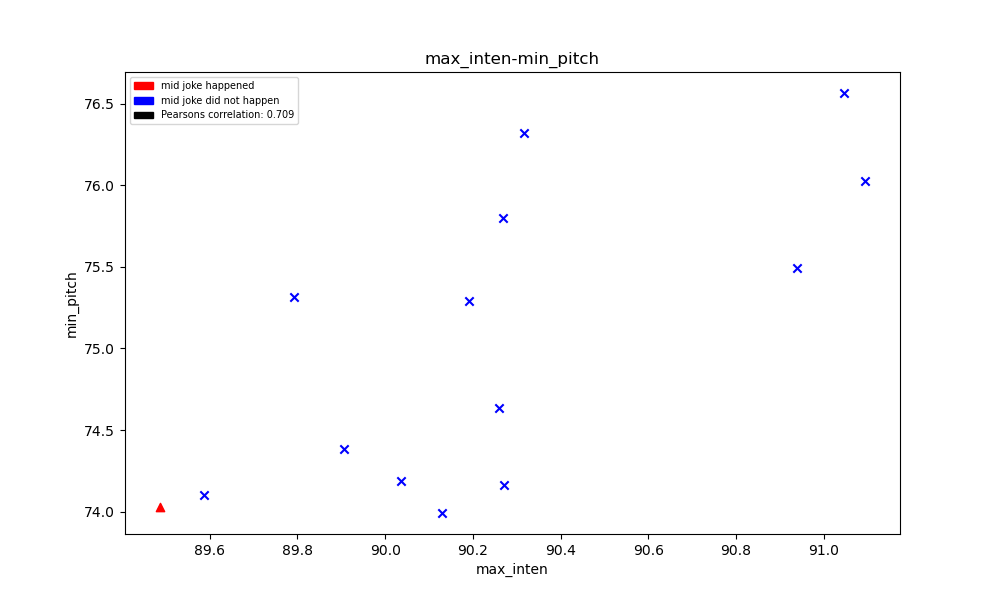 max_inten-min_pitch
mid joke happened
mid joke did not happen
Pearsons correlation: 0.709
76.5
76.0
75.5
75.0
74.5
74.0
min_pitch
89.6 89.8 90.0 90.2 90.4 90.6 90.8 91.0
max_inten